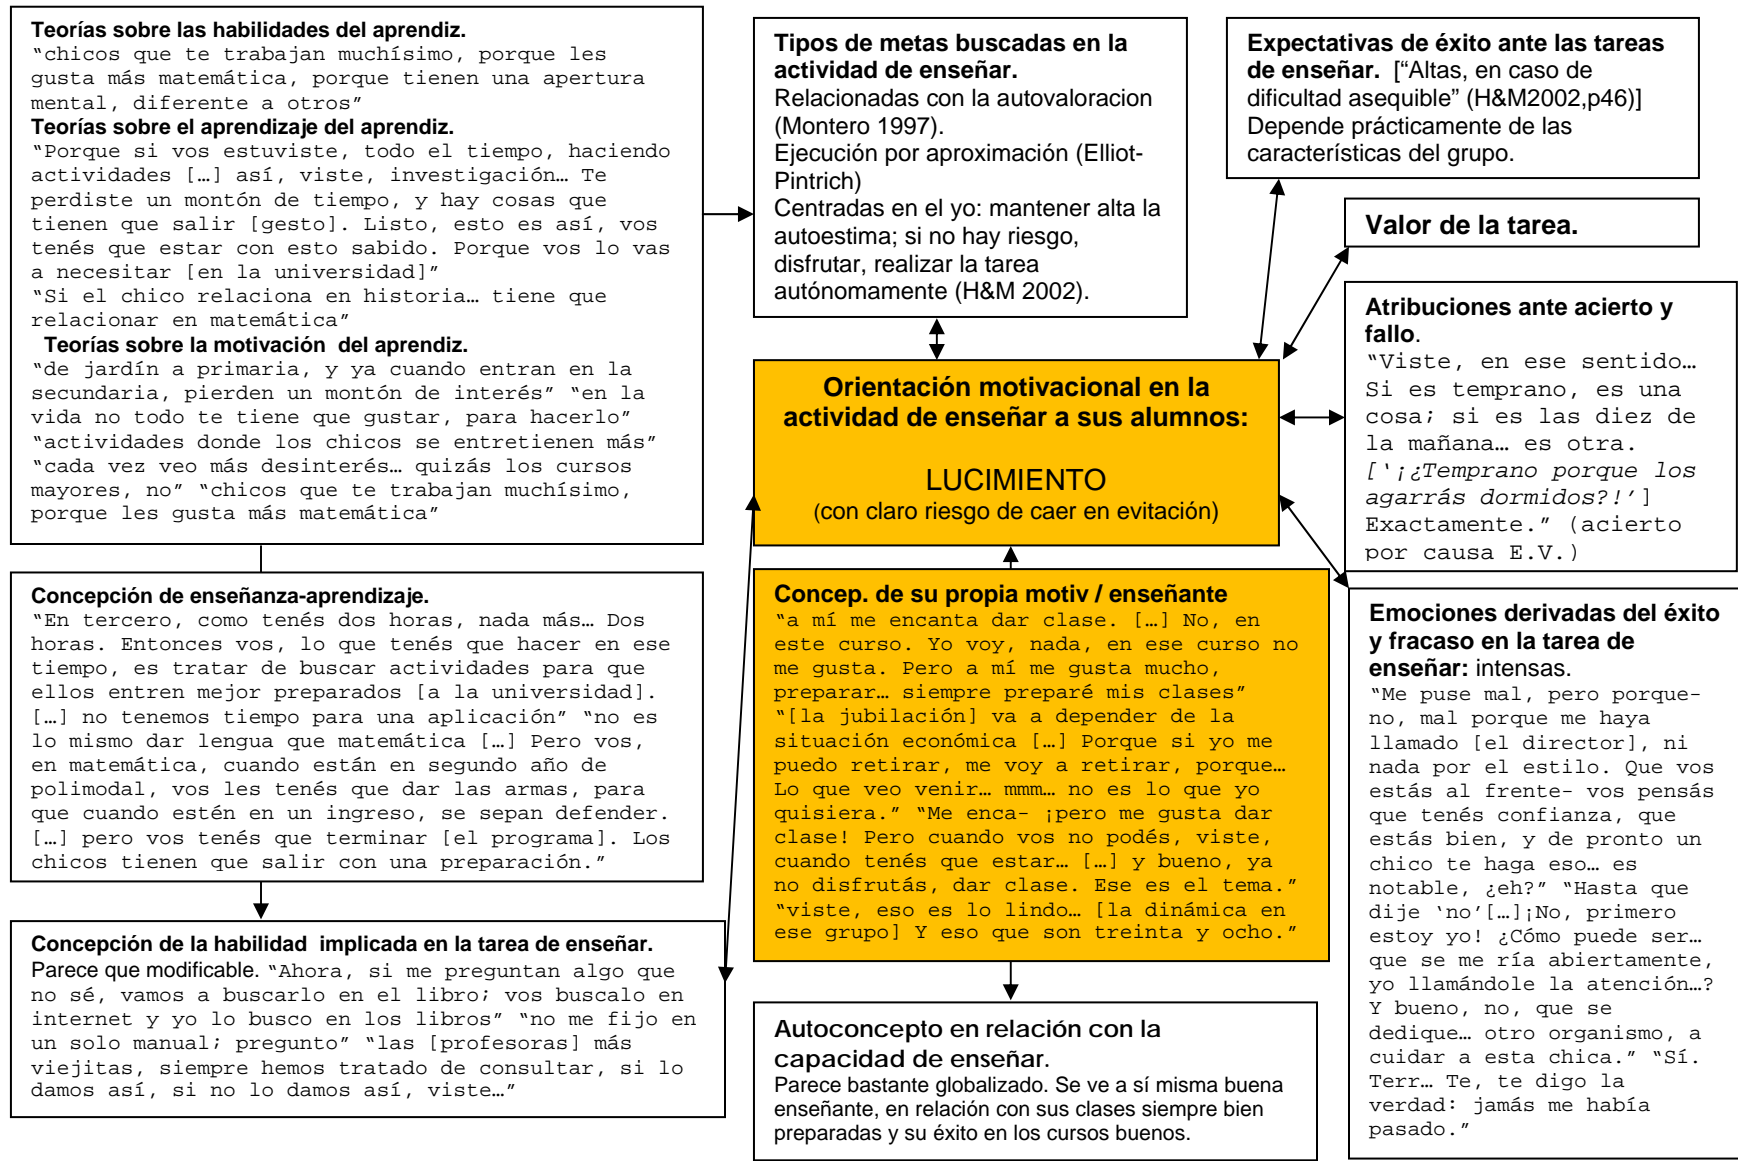 Teorías sobre las habilidades del aprendiz.
“chicos que te trabajan muchísimo, porque les
gusta más matemática, porque tienen una apertura
mental, diferente a otros”
Teorías sobre el aprendizaje del aprendiz.
“Porque si vos estuviste, todo el tiempo, haciendo
actividades […] así, viste, investigación… Te
perdiste un montón de tiempo, y hay cosas que
tienen que salir [gesto]. Listo, esto es así, vos
tenés que estar con esto sabido. Porque vos lo vas
a necesitar [en la universidad]”
“Si el chico relaciona en historia… tiene que
relacionar en matemática”
Teorías sobre la motivación del aprendiz.
“de jardín a primaria, y ya cuando entran en la
secundaria, pierden un montón de interés” “en la
vida no todo te tiene que gustar, para hacerlo”
“actividades donde los chicos se entretienen más”
“cada vez veo más desinterés… quizás los cursos
mayores, no” “chicos que te trabajan muchísimo,
porque les gusta más matemática”
Concepción de enseñanza-aprendizaje.
“En tercero, como tenés dos horas, nada más… Dos
horas. Entonces vos, lo que tenés que hacer en ese
tiempo, es tratar de buscar actividades para que
ellos entren mejor preparados [a la universidad].
[…] no tenemos tiempo para una aplicación” “no es
lo mismo dar lengua que matemática […] Pero vos,
en matemática, cuando están en segundo año de
polimodal, vos les tenés que dar las armas, para
que cuando estén en un ingreso, se sepan defender.
[…] pero vos tenés que terminar [el programa]. Los
chicos tienen que salir con una preparación.”
Concepción de la habilidad implicada en la tarea de enseñar.
Parece que modificable. “Ahora, si me preguntan algo que
no sé, vamos a buscarlo en el libro; vos buscalo en
internet y yo lo busco en los libros” “no me fijo en
un solo manual; pregunto” “las [profesoras] más
viejitas, siempre hemos tratado de consultar, si lo
damos así, si no lo damos así, viste…”
Tipos de metas buscadas en la
actividad de enseñar.
Relacionadas con la autovaloracion
(Montero 1997).
Ejecución por aproximación (Elliot-
Pintrich)
Centradas en el yo: mantener alta la
autoestima; si no hay riesgo,
disfrutar, realizar la tarea
autónomamente (H&M 2002).
Orientación motivacional en la
actividad de enseñar a sus alumnos:
LUCIMIENTO
(con claro riesgo de caer en evitación)
Concep. de su propia motiv / enseñante
“a mí me encanta dar clase. […] No, en
este curso. Yo voy, nada, en ese curso no
me gusta. Pero a mí me gusta mucho,
preparar… siempre preparé mis clases”
“[la jubilación] va a depender de la
situación económica […] Porque si yo me
puedo retirar, me voy a retirar, porque…
Lo que veo venir… mmm… no es lo que yo
quisiera.” “Me enca- ¡pero me gusta dar
clase! Pero cuando vos no podés, viste,
cuando tenés que estar… […] y bueno, ya
no disfrutás, dar clase. Ese es el tema.”
“viste, eso es lo lindo… [la dinámica en
ese grupo] Y eso que son treinta y ocho.”
Autoconcepto en relación con la
capacidad de enseñar.
Parece bastante globalizado. Se ve a sí misma buena
enseñante, en relación con sus clases siempre bien
preparadas y su éxito en los cursos buenos.
Expectativas de éxito ante las tareas
de enseñar. [“Altas, en caso de
dificultad asequible” (H&M2002,p46)]
Depende prácticamente de las
características del grupo.
Valor de la tarea.
Atribuciones ante acierto y
fallo.
“Viste, en ese sentido…
Si es temprano, es una
cosa; si es las diez de
la mañana… es otra.
[‘¡¿Temprano porque los
agarrás dormidos?!’]
Exactamente.” (acierto
por causa E.V.)
Emociones derivadas del éxito
y fracaso en la tarea de
enseñar: intensas.
“Me puse mal, pero porque-
no, mal porque me haya
llamado [el director], ni
nada por el estilo. Que vos
estás al frente- vos pensás
que tenés confianza, que
estás bien, y de pronto un
chico te haga eso… es
notable, ¿eh?” “Hasta que
dije ‘no’[…]¡No, primero
estoy yo! ¿Cómo puede ser…
que se me ría abiertamente,
yo llamándole la atención…?
Y bueno, no, que se
dedique… otro organismo, a
cuidar a esta chica.” “Sí.
Terr… Te, te digo la
verdad: jamás me había
pasado.”